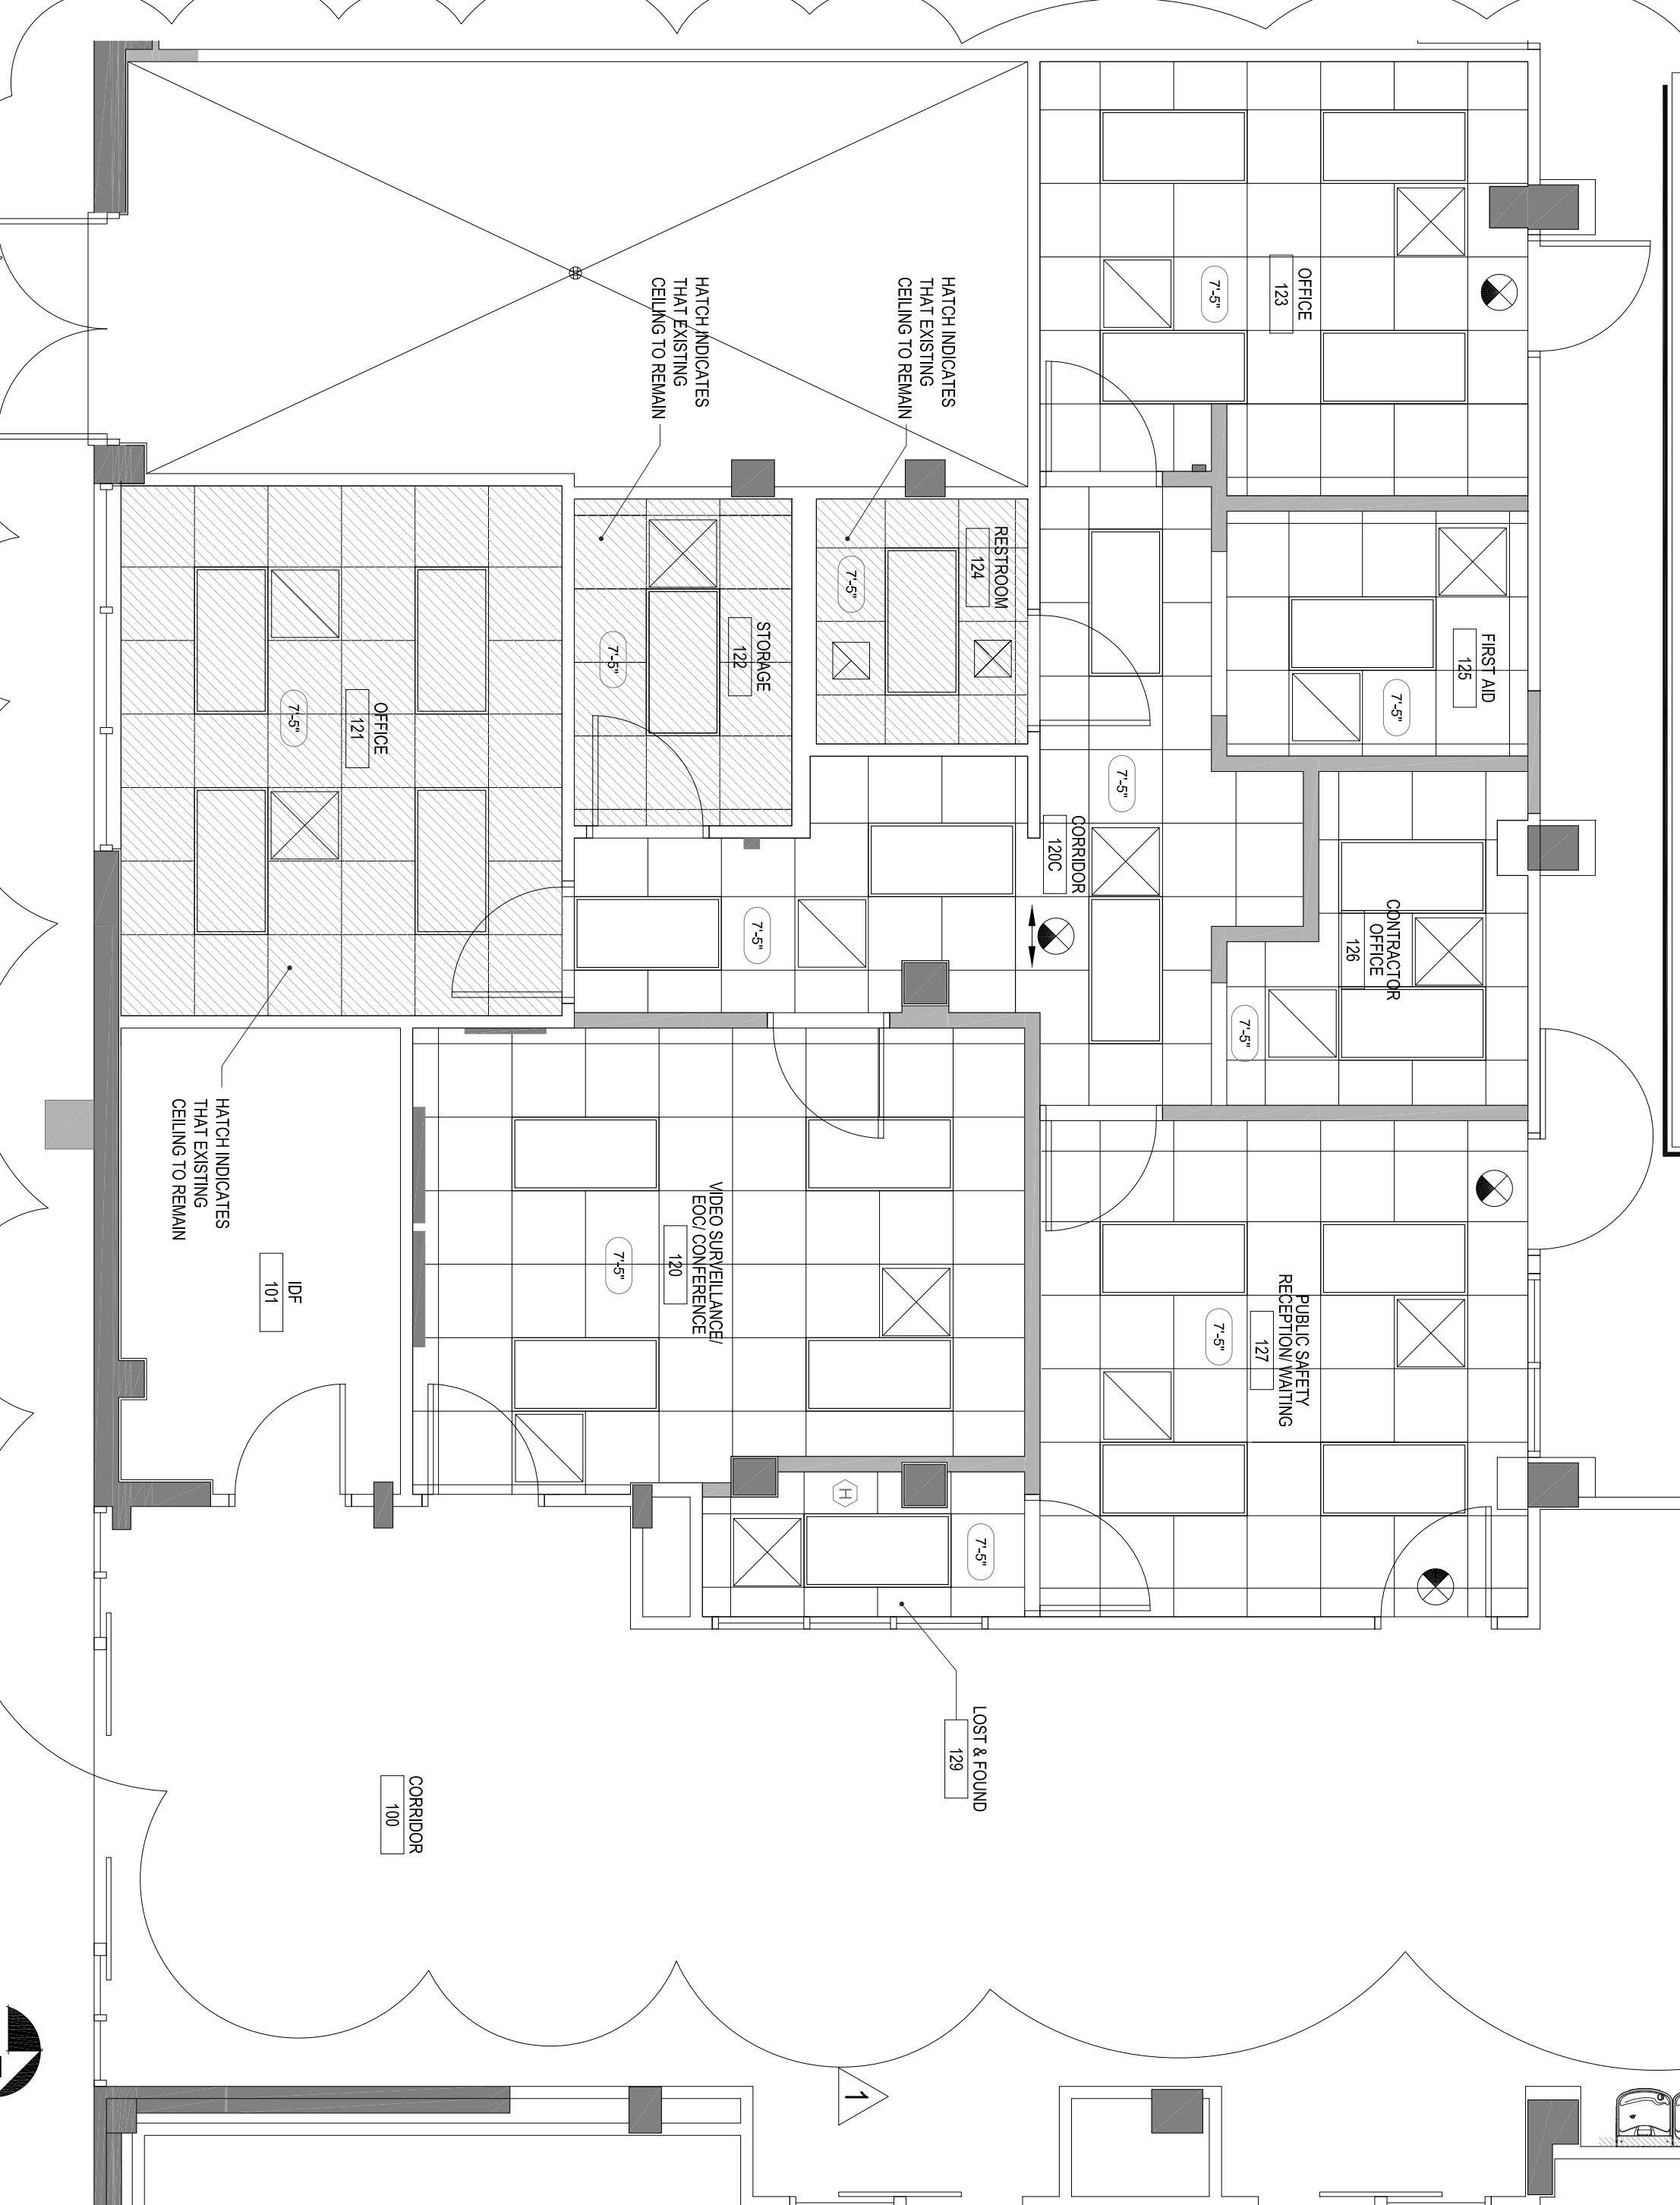 OFFICE
123
7'-5"
HATCH INDICATES
THAT EXISTING
CEILING TO REMAIN
HATCH INDICATES
THAT EXISTING
CEILING TO REMAIN
FIRST AID
125
7'-5"
RESTROOM
124
7'-5"
STORAGE
122
7'-5"
OFFICE
121
7'-5"
CORRIDOR
120C
7'-5"
7'-5"
CONTRACTOR
OFFICE
126
7'-5"
HATCH INDICATES
THAT EXISTING
CEILING TO REMAIN
VIDEO SURVEILLANCE/
EOC/ CONFERENCE
120
7'-5"
PUBLIC SAFETY
RECEPTION/ WAITING
127
7'-5"
IDF
101
H
7'-5"
LOST & FOUND
129
CORRIDOR
100
1